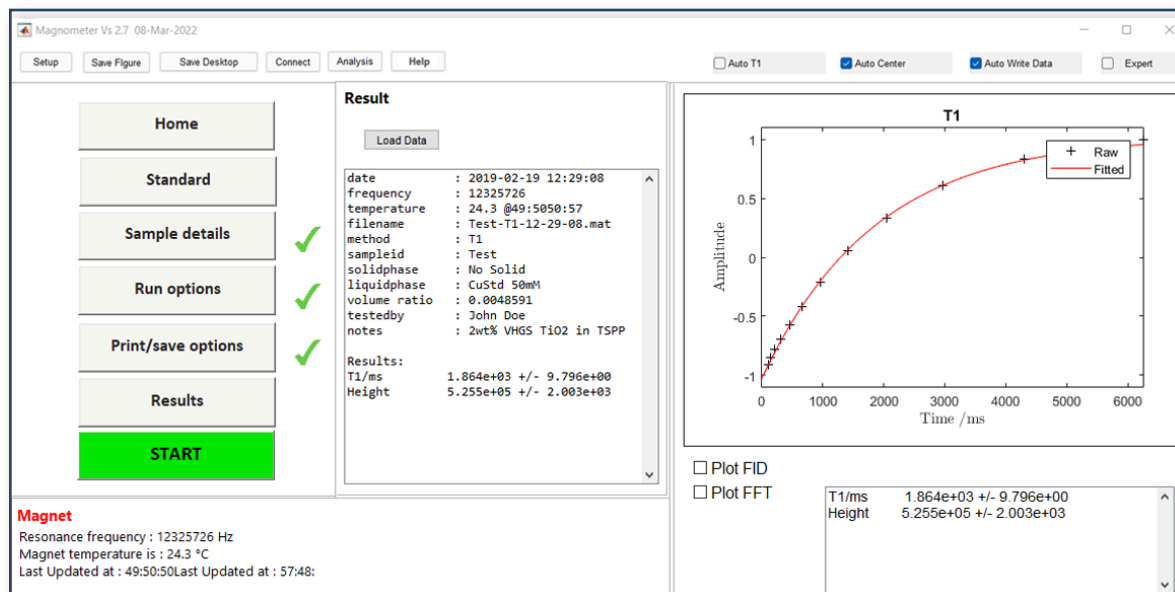 Magnometer Vs 2.7 08-Mar-2022
Setup Save FIgure Save Desktop Connect Analysis Help Auto T1 Auto Center Auto Write Data Expert
Home
Standard
Sample details
Run options
Print/save options
Results
START
Result
Load Data
date : 2019-02-19 12:29:08
frequency : 12325726
temperature : 24.3 @49:5050:57
filename : Test-T1-12-29-08.mat
method : T1
sampleid : Test
solidphase : No Solid
liquidphase : CuStd 50mM
volume ratio : 0.0048591
testedby : John Doe
notes : 2wt% VHGS TiO2 in TSPP
Results:
T1/ms 1.864e+03 +/- 9.796e+00
Height 5.255e+05 +/- 2.003e+03
T1
Raw
Fitted
1
0.5
0
-0.5
-1
Amplitude
0 1000 2000 3000 4000 5000 6000
Time /ms
Plot FID
Plot FFT
T1/ms 1.864e+03 +/- 9.796e+00
Height 5.255e+05 +/- 2.003e+03
Magnet
Resonance frequency : 12325726 Hz
Magnet temperature is : 24.3 °C
Last Updated at : 49:50:50Last Updated at : 57:48: